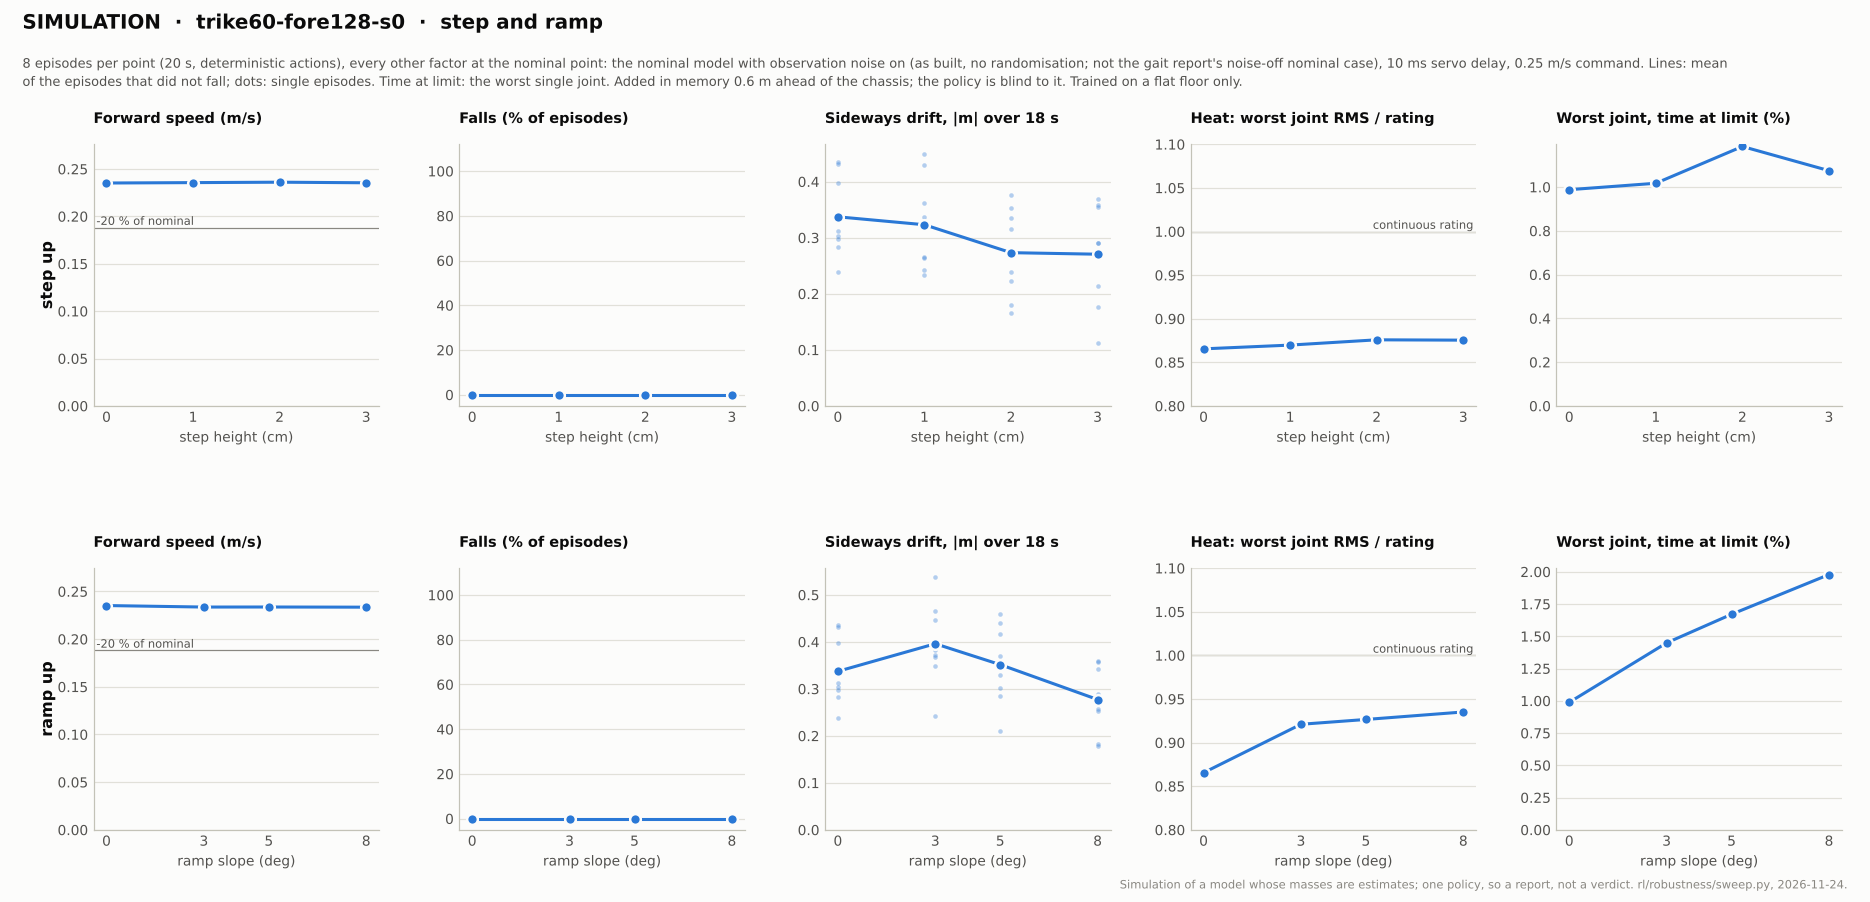 SIMULATION · trike60-fore128-s0 · step and ramp
8 episodes per point (20 s, deterministic actions), every other factor at the nominal point: the nominal model with observation noise on (as built, no randomisation; not the gait report's noise-off nominal case), 10 ms servo delay, 0.25 m/s command. Lines: mean
of the episodes that did not fall; dots: single episodes. Time at limit: the worst single joint. Added in memory 0.6 m ahead of the chassis; the policy is blind to it. Trained on a flat floor only.
step up
Forward speed (m/s)
0.25
0.20
0.15
0.10
0.05
0.00
-20 % of nominal
0 1 2 3
step height (cm)
Falls (% of episodes)
100
80
60
40
20
0
0 1 2 3
step height (cm)
Sideways drift, |m| over 18 s
0.4
0.3
0.2
0.1
0.0
0 1 2 3
step height (cm)
Heat: worst joint RMS / rating
1.10
1.05
1.00
0.95
0.90
0.85
0.80
continuous rating
0 1 2 3
step height (cm)
Worst joint, time at limit (%)
1.0
0.8
0.6
0.4
0.2
0.0
0 1 2 3
step height (cm)
ramp up
Forward speed (m/s)
0.25
0.20
0.15
0.10
0.05
0.00
-20 % of nominal
0 3 5 8
ramp slope (deg)
Falls (% of episodes)
100
80
60
40
20
0
0 3 5 8
ramp slope (deg)
Sideways drift, |m| over 18 s
0.5
0.4
0.3
0.2
0.1
0.0
0 3 5 8
ramp slope (deg)
Heat: worst joint RMS / rating
1.10
1.05
1.00
0.95
0.90
0.85
0.80
continuous rating
0 3 5 8
ramp slope (deg)
Worst joint, time at limit (%)
2.00
1.75
1.50
1.25
1.00
0.75
0.50
0.25
0.00
0 3 5 8
ramp slope (deg)
Simulation of a model whose masses are estimates; one policy, so a report, not a verdict. rl/robustness/sweep.py, 2026-11-24.